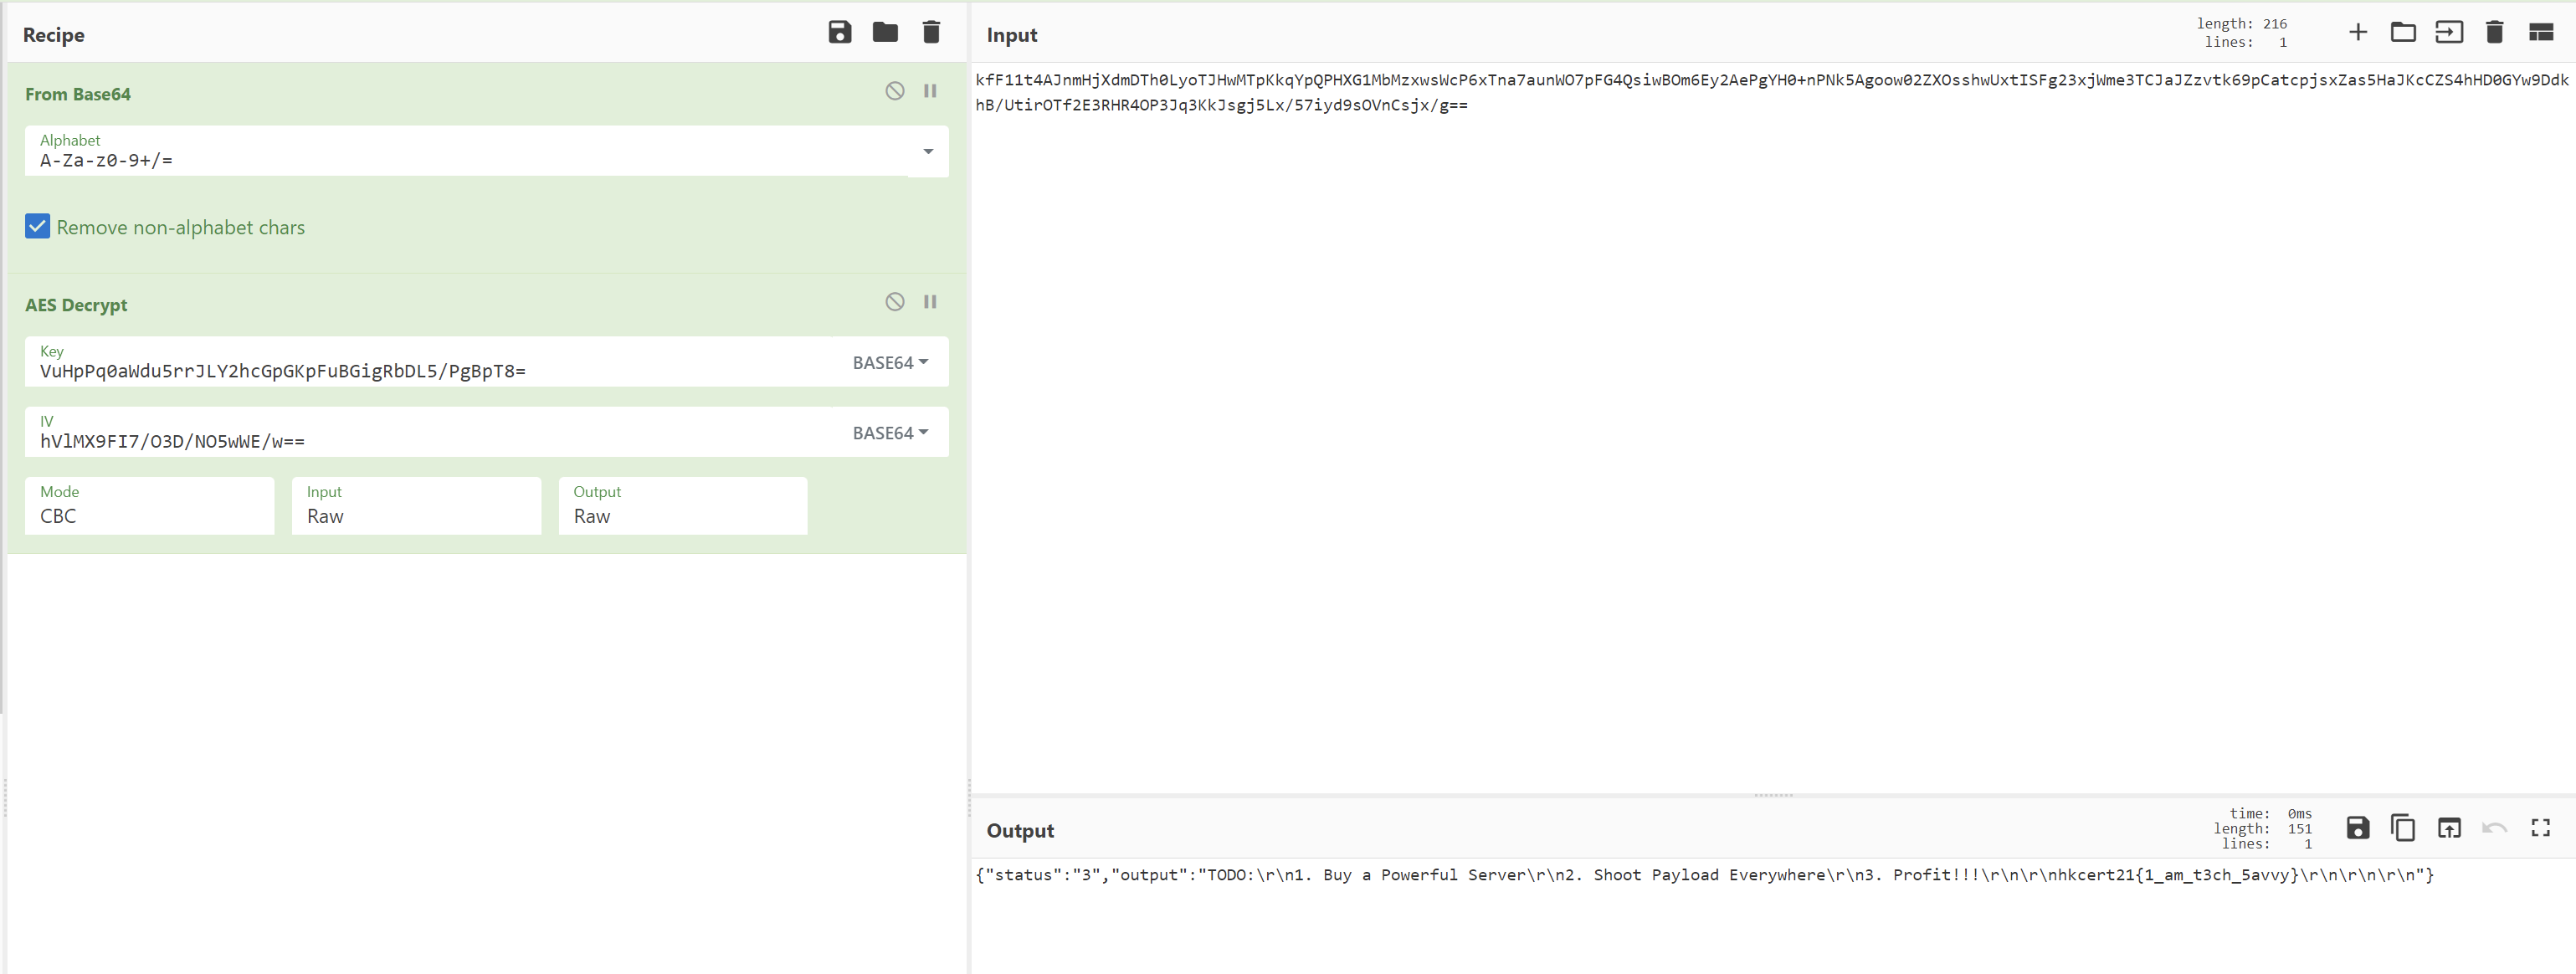 Recipe
From Base64
Alphabet
A-Za-z0-9+/=
Remove non-alphabet chars
AES Decrypt
Key
VuHpPq0aWdu5rrJLY2hcGpGKpFuBGigRbDL5/PgBpT8=
BASE64
IV
hVlMX9FI7/O3D/NO5wWE/w==
BASE64
Mode
CBC
Input
Raw
Output
Raw
Input
length: 216
lines: 1
kfF11t4AJnmHjXdmDTh0LyoTJHwMTpKkqYpQPHXG1MbMzxwsWcP6xTna7aunWO7pFG4QsiwBOm6Ey2AePgYH0+nPNk5Agoow02ZXOsshwUxtISFg23xjWme3TCJaJZzvtk69pCatcpjsxZas5HaJKcCZS4hHD0GYw9Ddk
hB/UtirOTf2E3RHR4OP3Jq3KkJsgj5Lx/57iyd9sOVnCsjx/g==
Output
time: 0ms
length: 151
lines: 1
{"status":"3","output":"TODO:\r\n1. Buy a Powerful Server\r\n2. Shoot Payload Everywhere\r\n3. Profit!!!\r\n\r\nhkcert21{1_am_t3ch_5avvy}\r\n\r\n\r\n"}